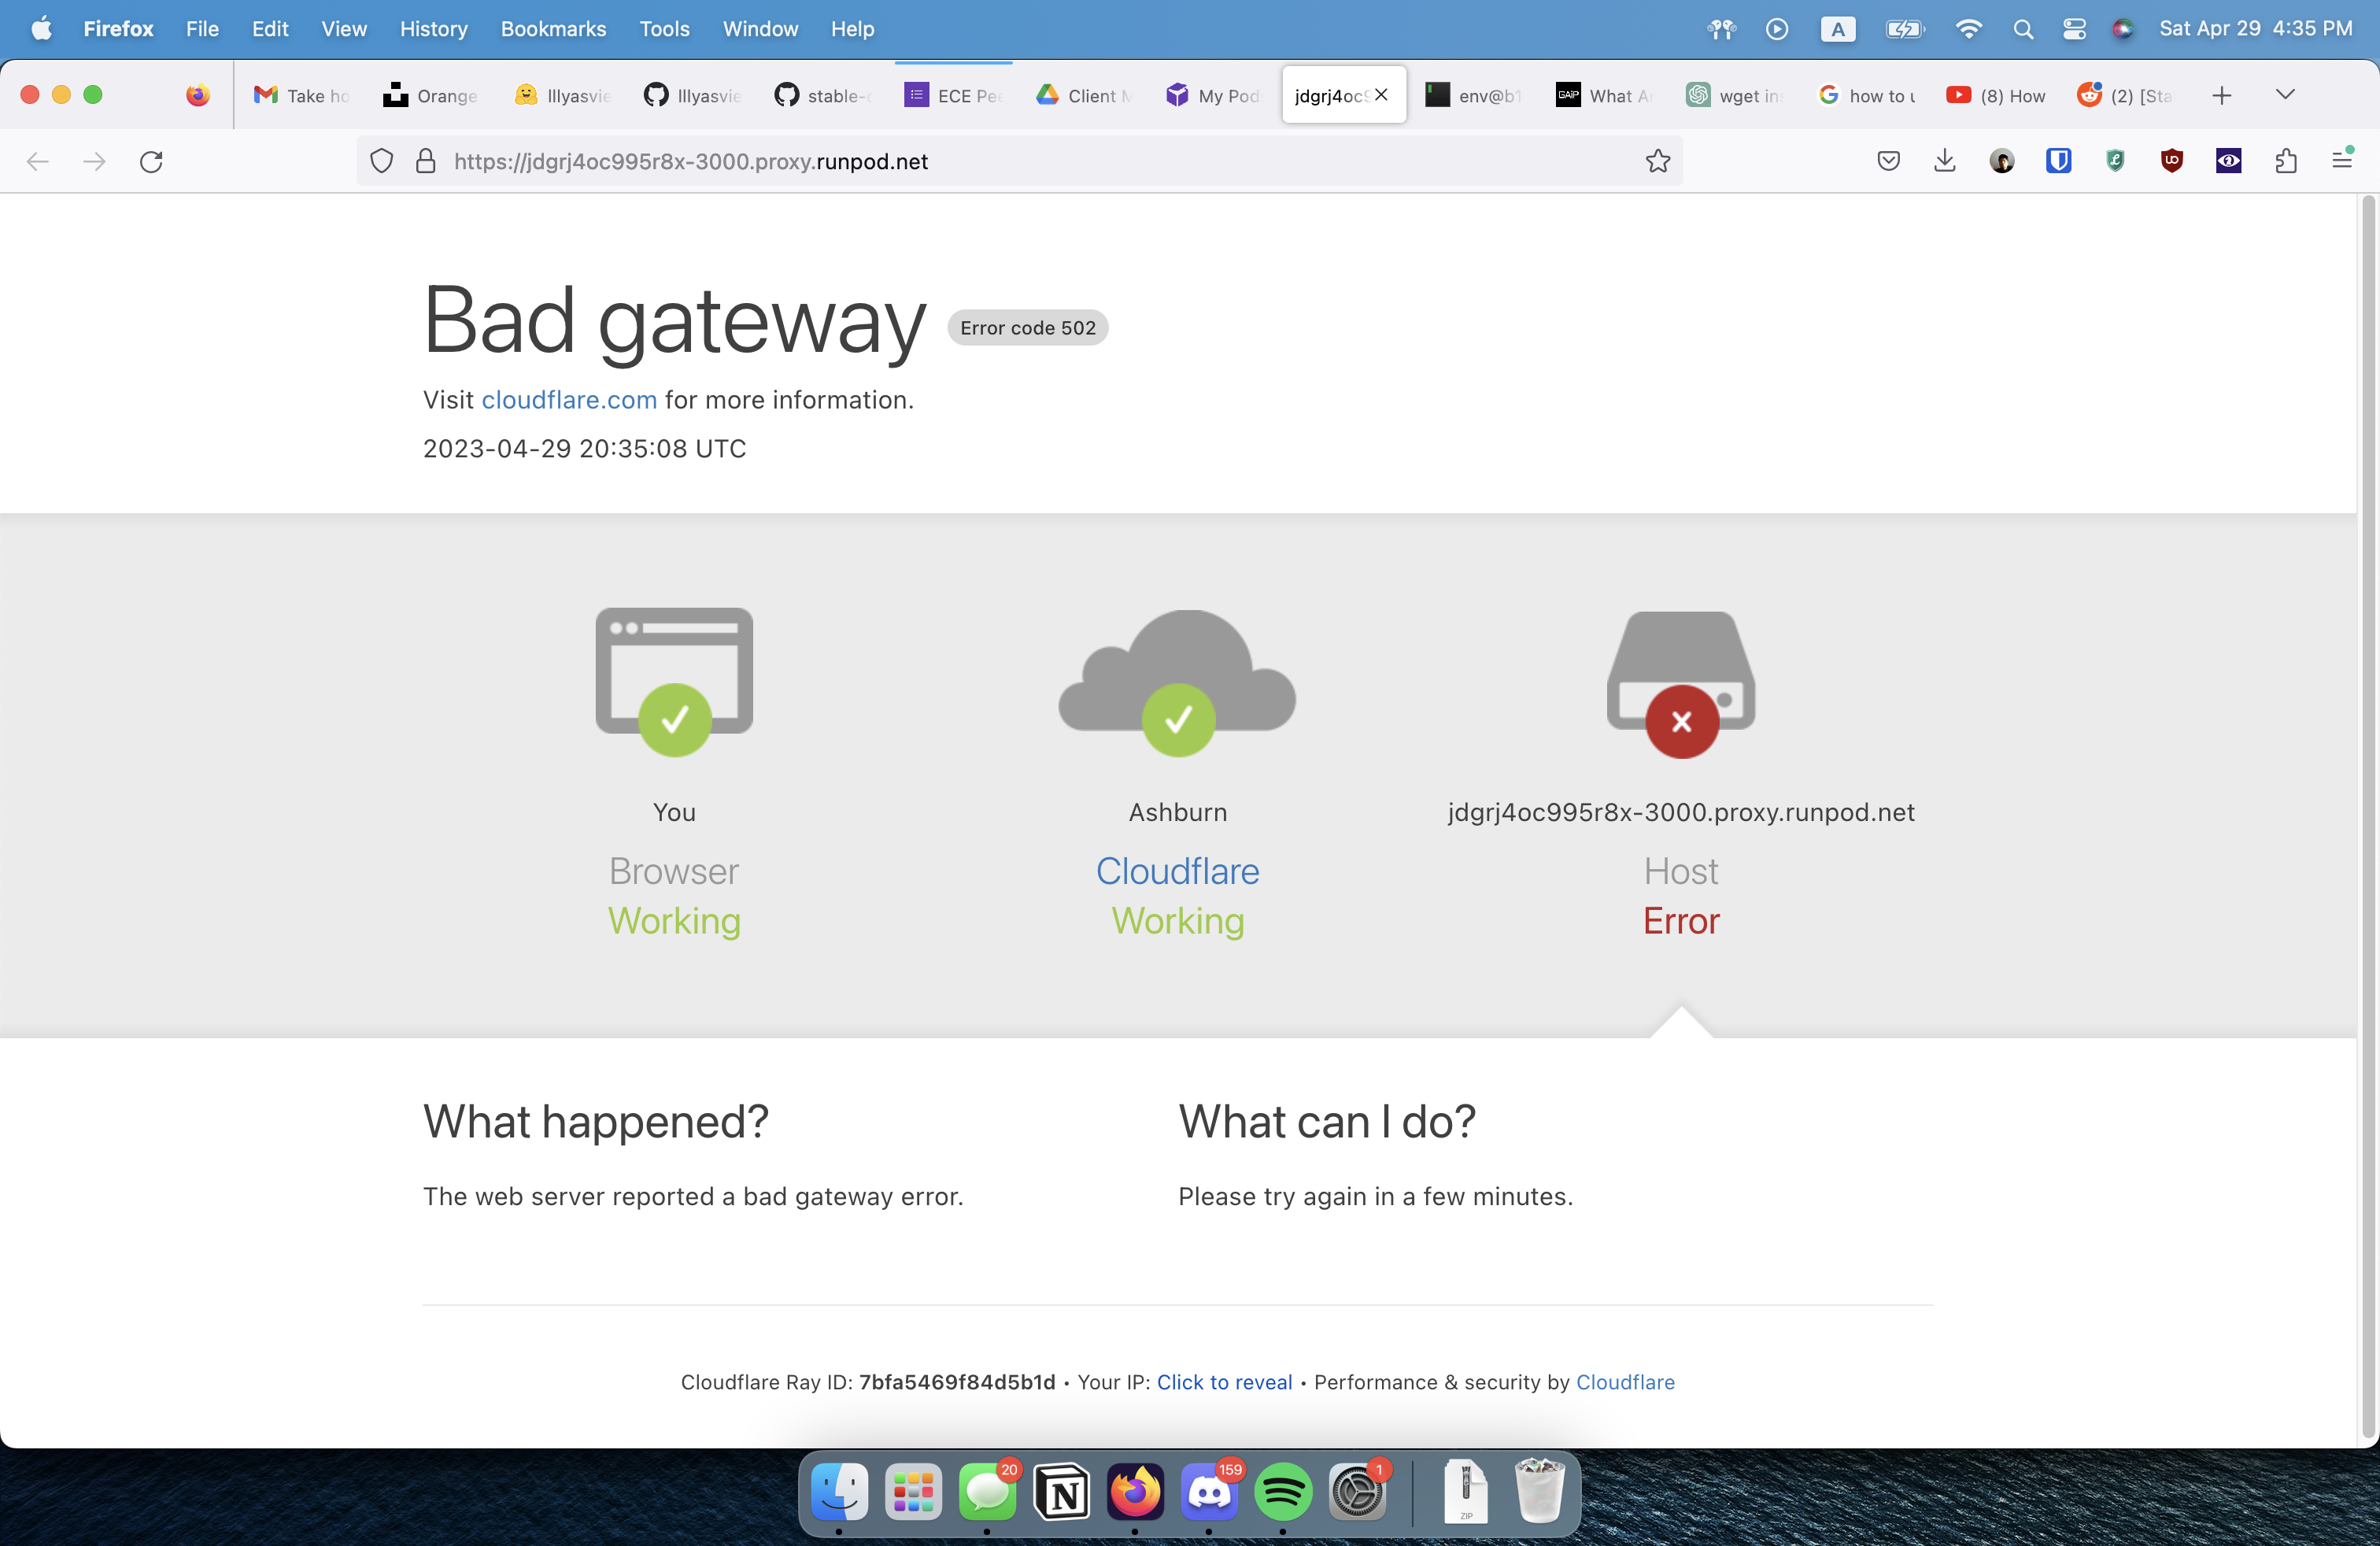 Firefox File Edit View History Bookmarks Tools Window Help A Sat Apr 29 4:35 PM
Take ho Orange Illyasvie Illyasvie stable- ECE Pee Client M My Pod jdgrj4oc9 env@b1 GAIP What A wget ins how to u (8) How (2) [Sta
https://jdgrj4oc995r8x-3000.proxy.runpod.net
Bad gateway Error code 502
Visit cloudflare.com for more information.
2023-04-29 20:35:08 UTC
You Ashburn jdgrj4oc995r8x-3000.proxy.runpod.net
Browser Cloudflare Host
Working Working Error
What happened? What can I do?
The web server reported a bad gateway error. Please try again in a few minutes.
Cloudflare Ray ID: 7bfa5469f84d5b1d • Your IP: Click to reveal • Performance & security by Cloudflare
20 159 1
ZIP